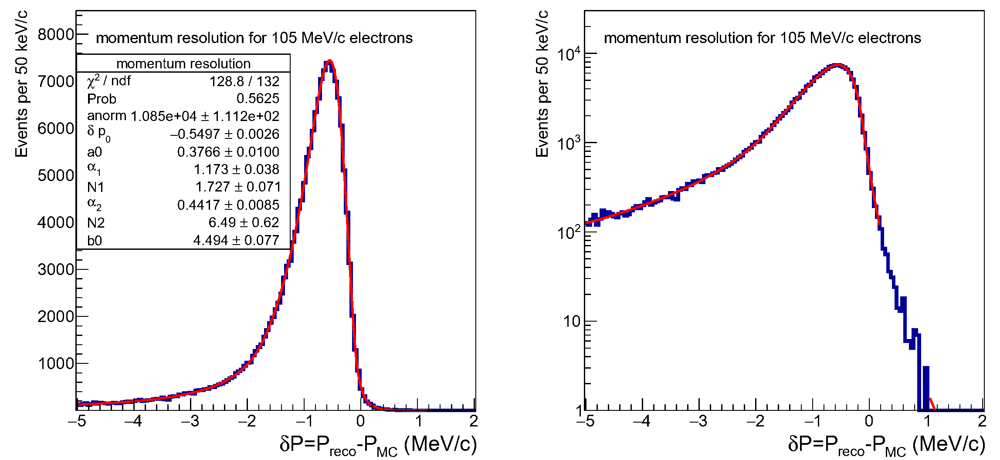 momentum resolution for 105 MeV/c electrons
Events per 50 keV/c
8000
7000
6000
5000
4000
3000
2000
1000
momentum resolution
χ² / ndf 128.8 / 132
Prob 0.5625
anorm 1.085e+04 ± 1.112e+02
δ p₀ –0.5497 ± 0.0026
a0 0.3766 ± 0.0100
α₁ 1.173 ± 0.038
N1 1.727 ± 0.071
α₂ 0.4417 ± 0.0085
N2 6.49 ± 0.62
b0 4.494 ± 0.077
–5 –4 –3 –2 –1 0 1 2
δP=Preco-PMC (MeV/c)
momentum resolution for 105 MeV/c electrons
Events per 50 keV/c
10⁴
10³
10²
10
1
–5 –4 –3 –2 –1 0 1 2
δP=Preco-PMC (MeV/c)